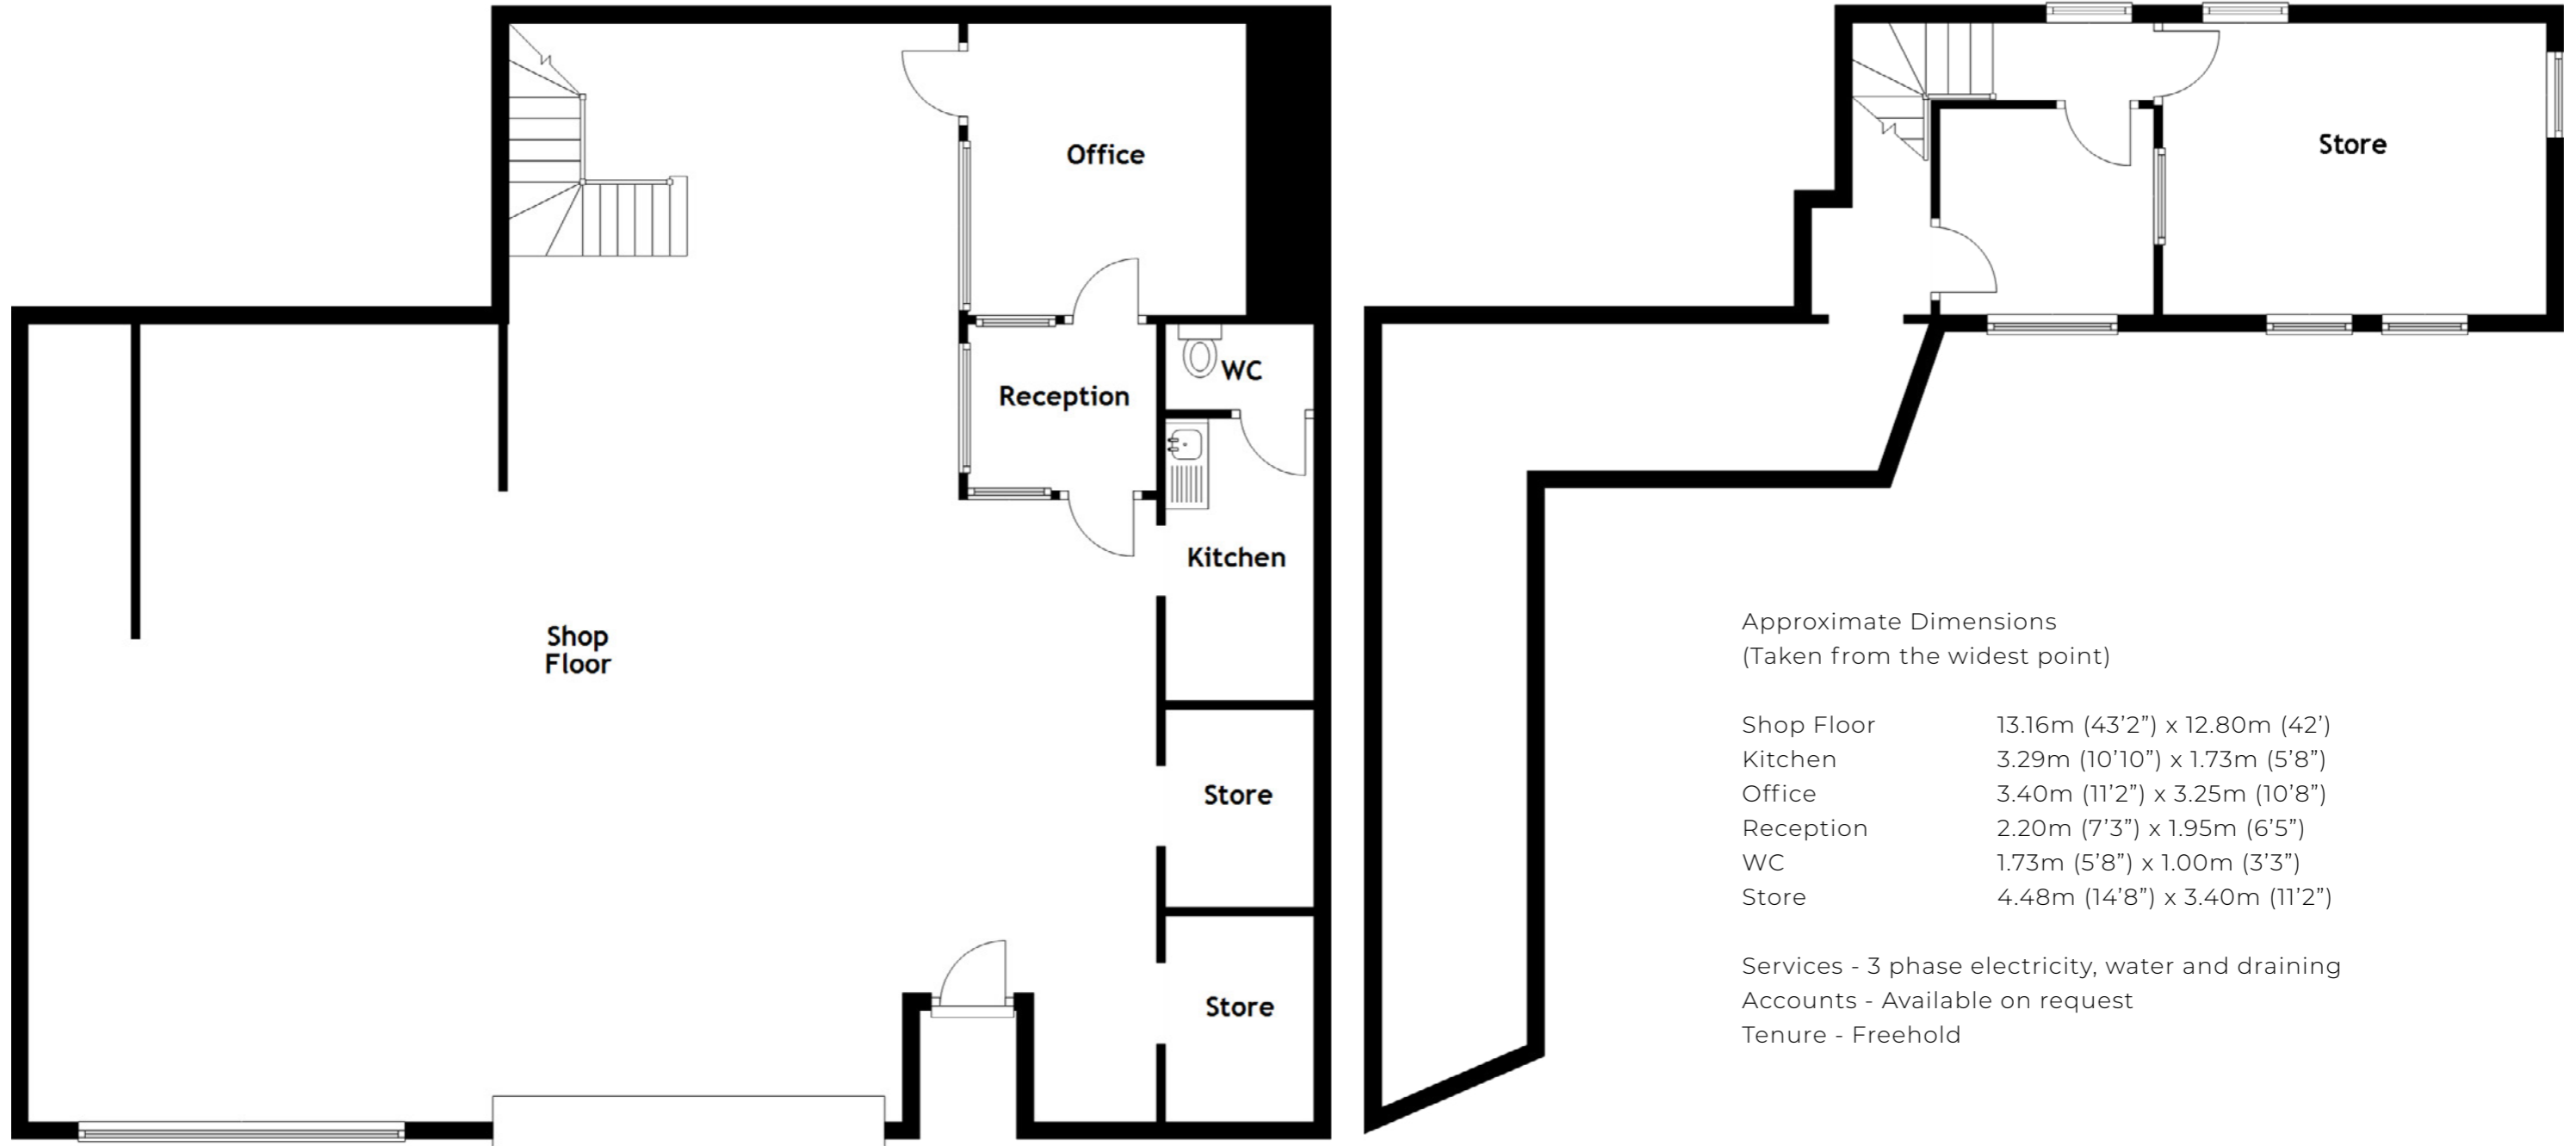 Office
Store
WC
Reception
Kitchen
Shop
Floor
Store
Store
Approximate Dimensions
(Taken from the widest point)
Shop Floor 13.16m (43’2”) x 12.80m (42’)
Kitchen 3.29m (10’10”) x 1.73m (5’8”)
Office 3.40m (11’2”) x 3.25m (10’8”)
Reception 2.20m (7’3”) x 1.95m (6’5”)
WC 1.73m (5’8”) x 1.00m (3’3”)
Store 4.48m (14’8”) x 3.40m (11’2”)
Services - 3 phase electricity, water and draining
Accounts - Available on request
Tenure - Freehold